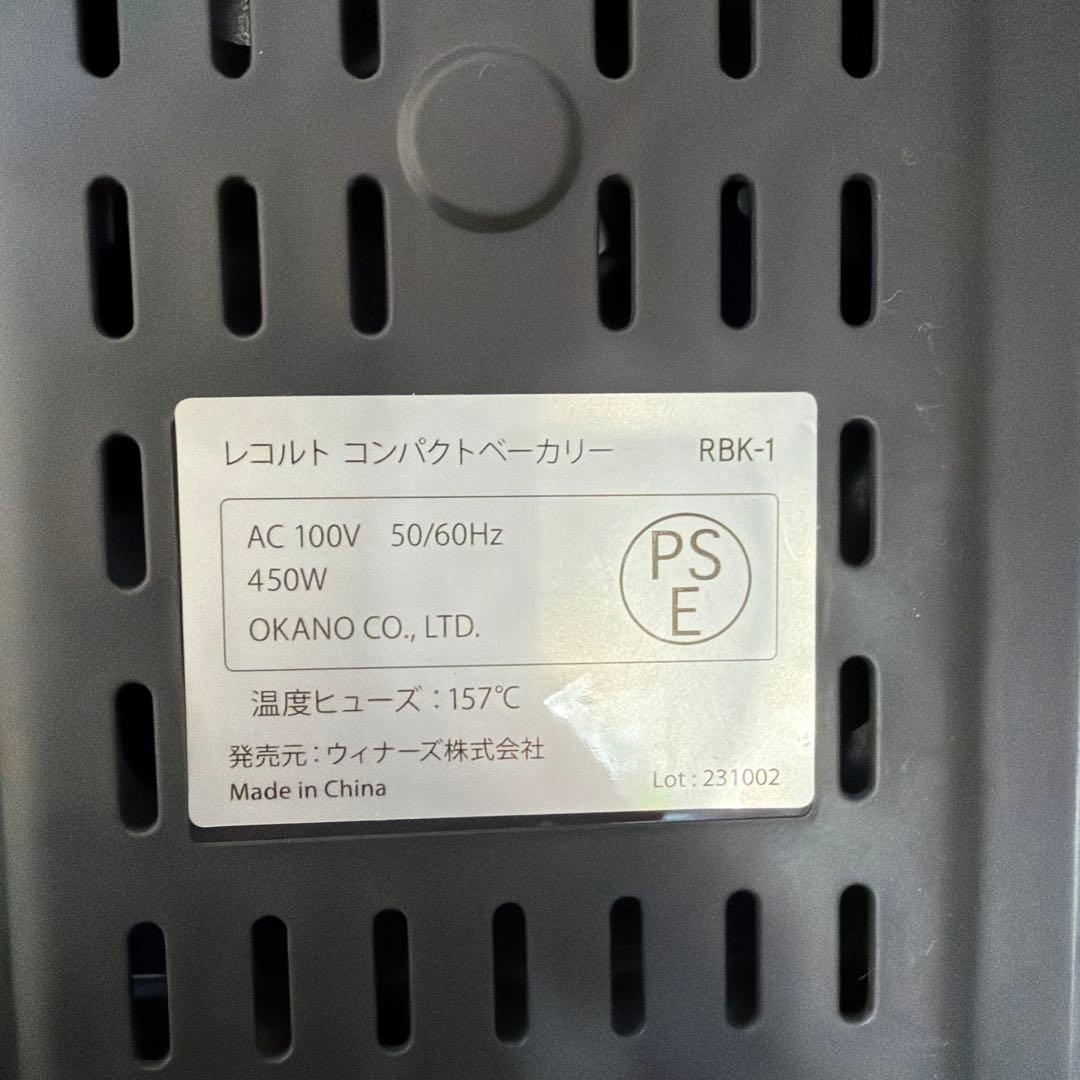 レコルト コンパクトベーカリー RBK-1
AC 100V 50/60Hz
450W
OKANO CO., LTD.
PS
E
温度ヒューズ：157℃
発売元：ウィナーズ株式会社
Made in China
Lot : 231002